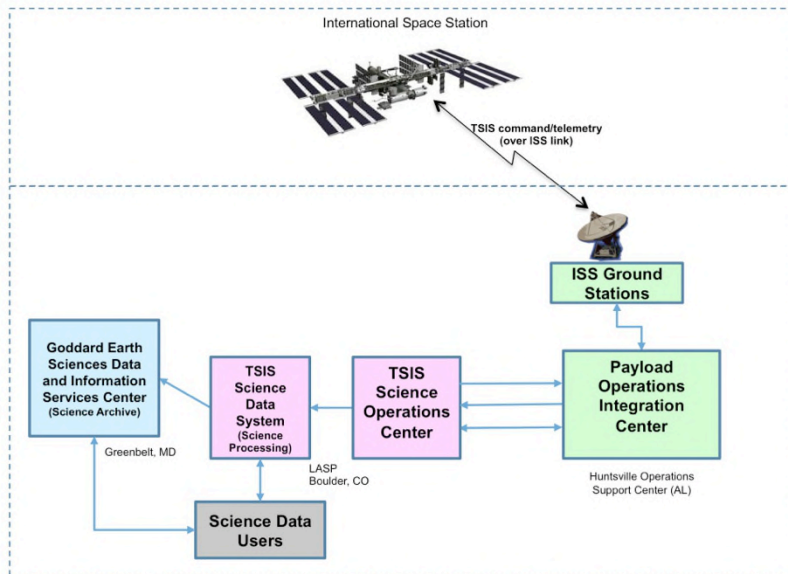 International Space Station
TSIS command/telemetry
(over ISS link)
ISS Ground
Stations
Goddard Earth
Sciences Data
and Information
Services Center
(Science Archive)
Greenbelt, MD
TSIS
Science
Data
System
(Science
Processing)
LASP
Boulder, CO
TSIS
Science
Operations
Center
Payload
Operations
Integration
Center
Huntsville Operations
Support Center (AL)
Science Data
Users